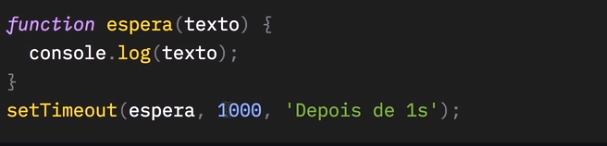 function espera(texto) {
  console.log(texto);
}
setTimeout(espera, 1000, 'Depois de 1s');